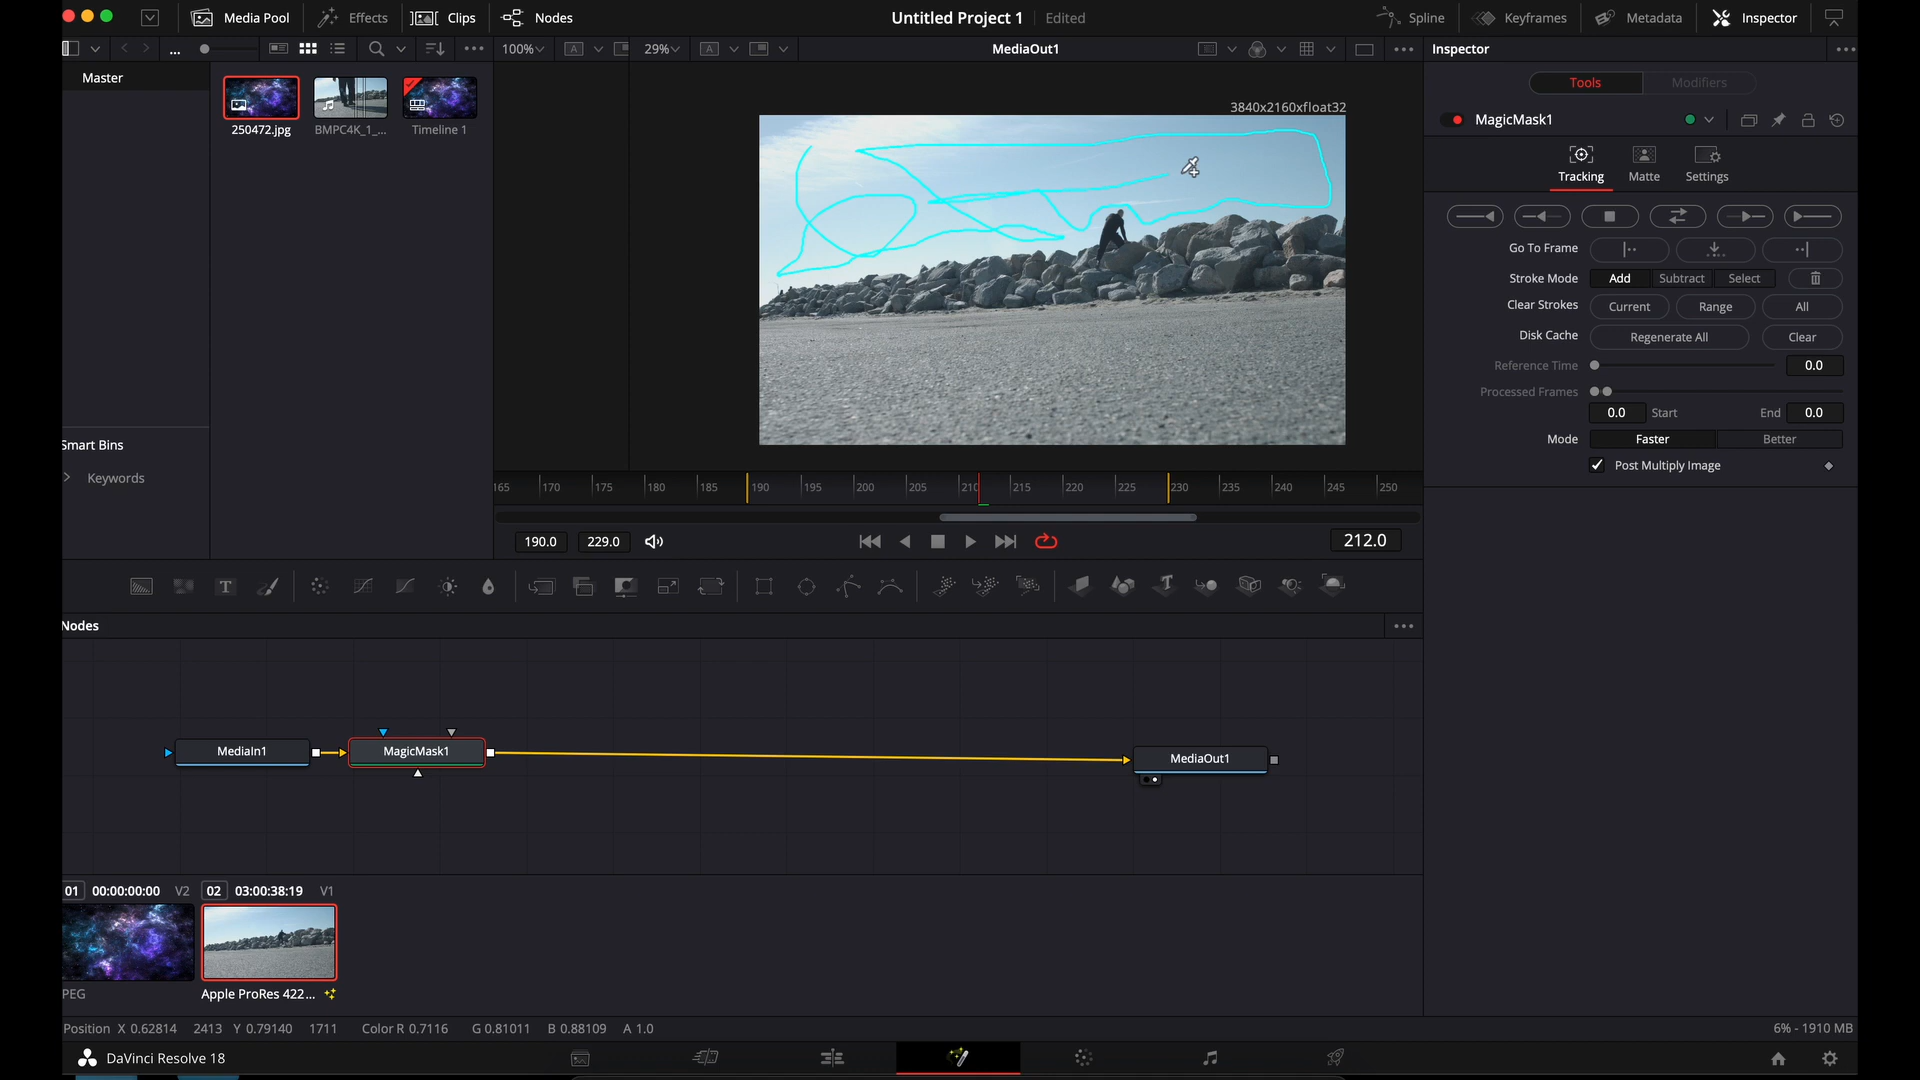 Media Pool
Effects
Clips
Nodes
Untitled Project 1
Edited
Spline
Keyframes
Metadata
Inspector
...
100%
29%
MediaOut1
Inspector
Master
250472.jpg
BMPC4K_1_...
Timeline 1
3840x2160xfloat32
Tools
Modifiers
MagicMask1
Tracking
Matte
Settings
Go To Frame
Stroke Mode
Add
Subtract
Select
Clear Strokes
Current
Range
All
Disk Cache
Regenerate All
Clear
Reference Time
0.0
Processed Frames
0.0
Start
End
0.0
Mode
Faster
Better
Post Multiply Image
Smart Bins
Keywords
165
170
175
180
185
190
195
200
205
210
215
220
225
230
235
240
245
250
190.0
229.0
212.0
Nodes
MediaIn1
MagicMask1
MediaOut1
01
00:00:00:00
V2
02
03:00:38:19
V1
PEG
Apple ProRes 422...
Position X 0.62814 2413 Y 0.79140 1711 Color R 0.7116 G 0.81011 B 0.88109 A 1.0
6% - 1910 MB
DaVinci Resolve 18